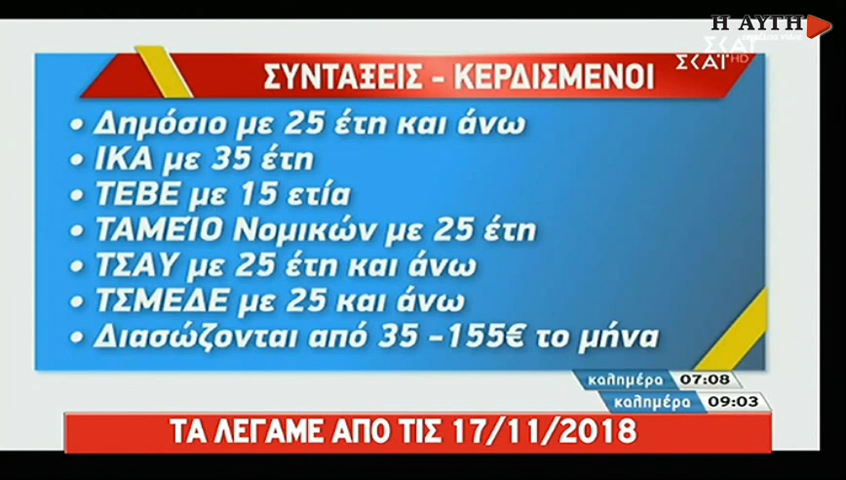 Η ΑΥΓΗ
ΣΚΑΪ
ΣΚΑΪ HD
ΣΥΝΤΑΞΕΙΣ - ΚΕΡΔΙΣΜΕΝΟΙ
• Δημόσιο με 25 έτη και άνω
• ΙΚΑ με 35 έτη
• ΤΕΒΕ με 15 ετία
• ΤΑΜΕΊΟ Νομικών με 25 έτη
• ΤΣΑΥ με 25 έτη και άνω
• ΤΣΜΕΔΕ με 25 και άνω
• Διασώζονται από 35 –155€ το μήνα
καλημέρα 07:08
καλημέρα 09:03
ΤΑ ΛΕΓΑΜΕ ΑΠΟ ΤΙΣ 17/11/2018